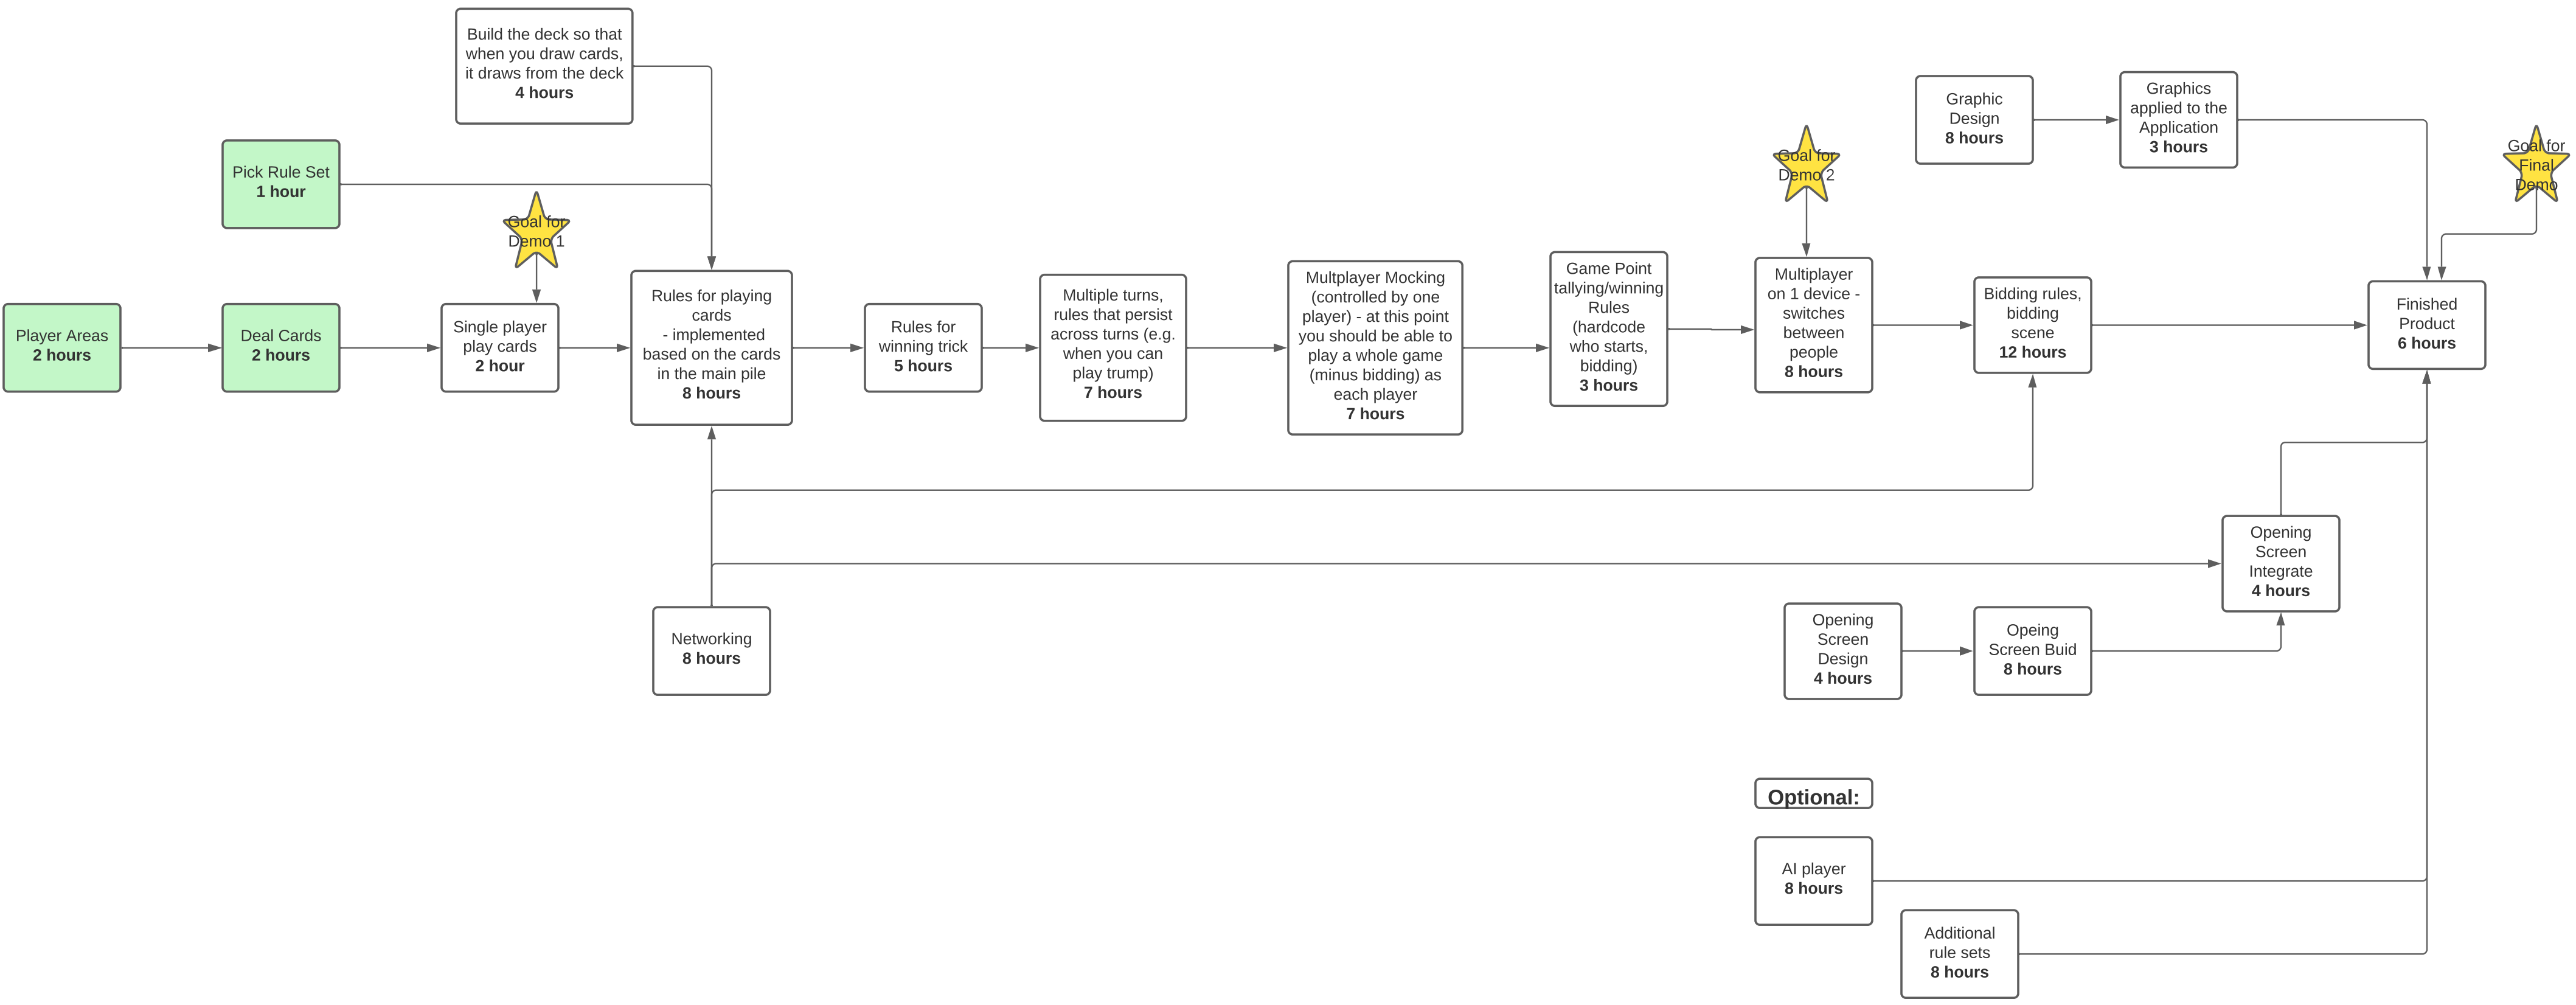 Build the deck so that
when you draw cards,
it draws from the deck
4 hours
Pick Rule Set
1 hour
Goal for
Demo 1
Player Areas
2 hours
Deal Cards
2 hours
Single player
play cards
2 hour
Rules for playing
cards
- implemented
based on the cards
in the main pile
8 hours
Rules for
winning trick
5 hours
Multiple turns,
rules that persist
across turns (e.g.
when you can
play trump)
7 hours
Multplayer Mocking
(controlled by one
player) - at this point
you should be able to
play a whole game
(minus bidding) as
each player
7 hours
Game Point
tallying/winning
Rules
(hardcode
who starts,
bidding)
3 hours
Goal for
Demo 2
Multiplayer
on 1 device -
switches
between
people
8 hours
Graphic
Design
8 hours
Graphics
applied to the
Application
3 hours
Bidding rules,
bidding
scene
12 hours
Goal for
Final
Demo
Finished
Product
6 hours
Networking
8 hours
Opening
Screen
Design
4 hours
Opeing
Screen Buid
8 hours
Opening
Screen
Integrate
4 hours
Optional:
AI player
8 hours
Additional
rule sets
8 hours